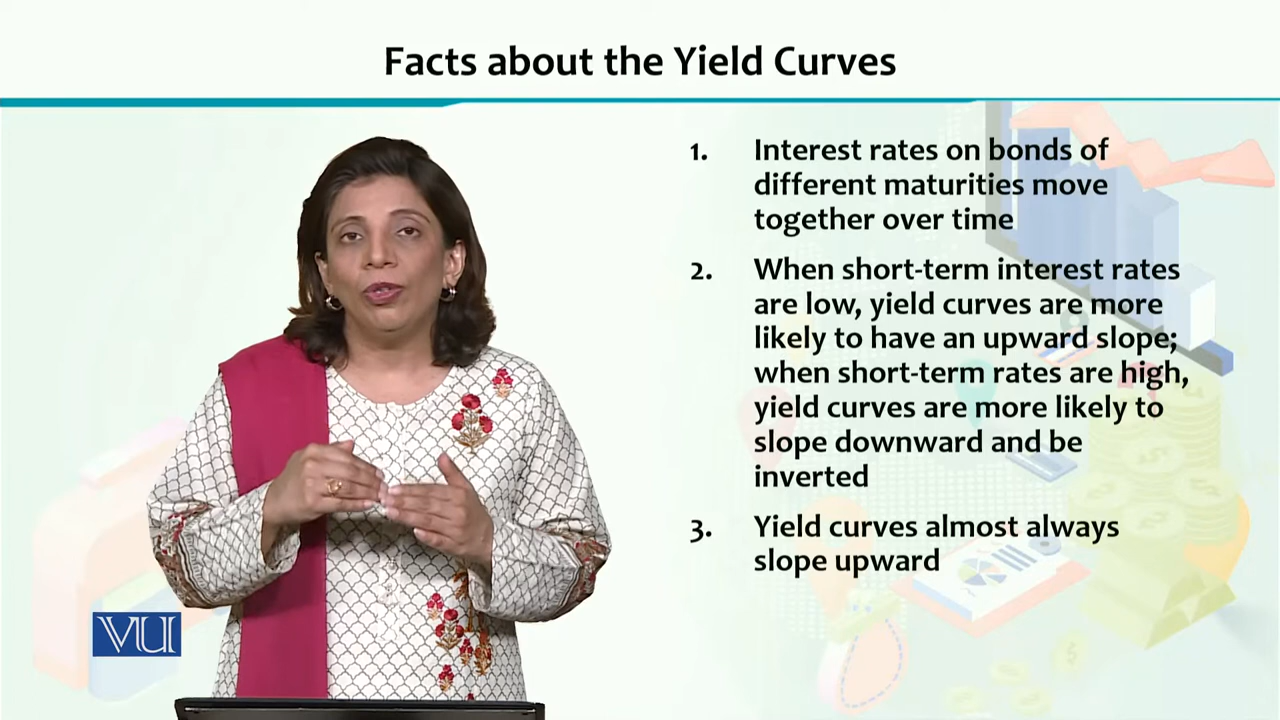 Facts about the Yield Curves
1. Interest rates on bonds of
different maturities move
together over time
2. When short-term interest rates
are low, yield curves are more
likely to have an upward slope;
when short-term rates are high,
yield curves are more likely to
slope downward and be
inverted
3. Yield curves almost always
slope upward
VU